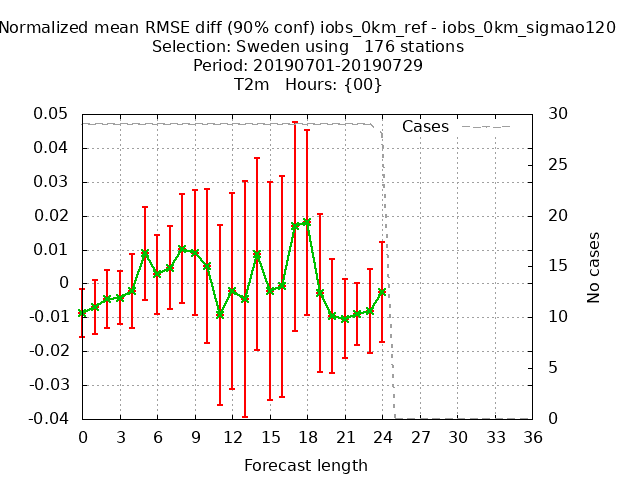 Normalized mean RMSE diff (90% conf) iobs_0km_ref - iobs_0km_sigmao120
Selection: Sweden using 176 stations
Period: 20190701-20190729
T2m Hours: {00}
Cases
0.05
0.04
0.03
0.02
0.01
0
-0.01
-0.02
-0.03
-0.04
30
25
20
15
10
5
0
No cases
0 3 6 9 12 15 18 21 24 27 30 33 36
Forecast length